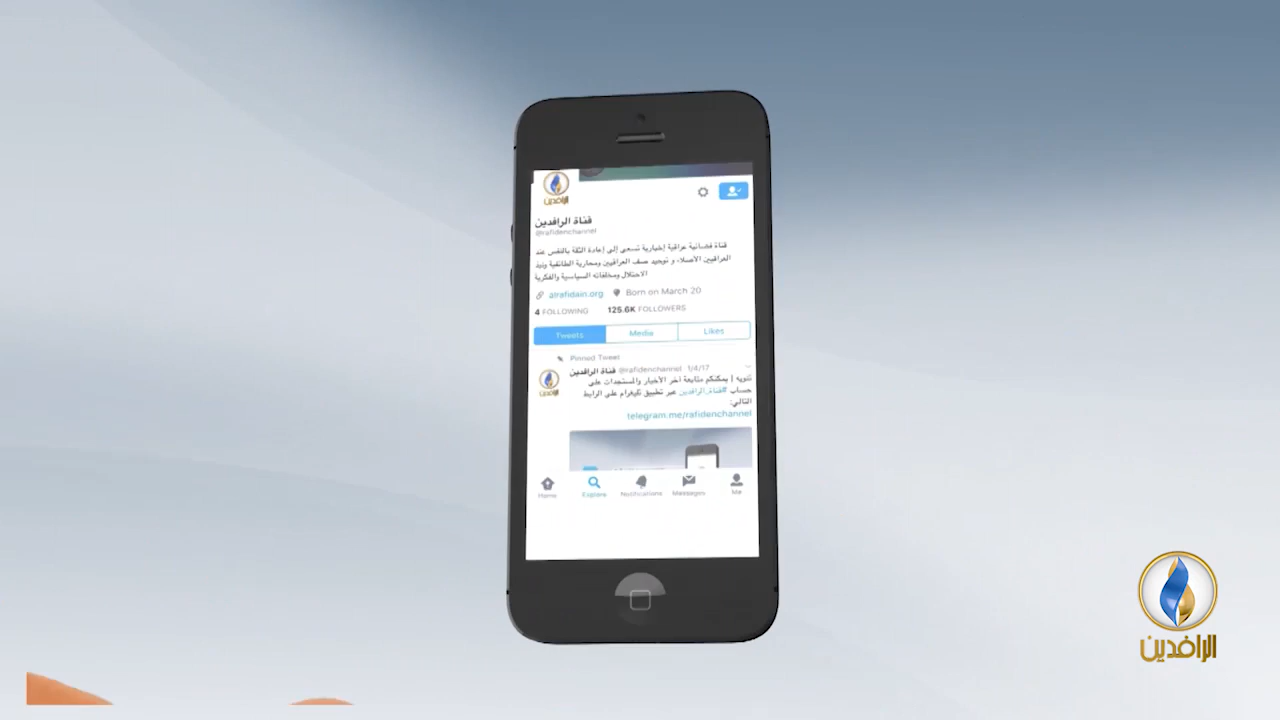 الرافدين
قناة الرافدين
@rafidenchannel
قناة فضائية عراقية إخبارية تسعى إلى إعادة الثقة بالنفس عند
العراقيين الأصلاء و توحيد صف العراقيين ومحاربة الطائفية ونبذ
الاحتلال ومخلفاته السياسية والفكرية
alrafidain.org Born on March 20
4 FOLLOWING 125.6K FOLLOWERS
Tweets Media Likes
Pinned Tweet
قناة الرافدين @rafidenchannel 1/4/17
تنويه | يمكنكم متابعة آخر الأخبار والمستجدات على
حساب #قناة_الرافدين عبر تطبيق تليغرام على الرابط
التالي:
telegram.me/rafidenchannel
Home Explore Notifications Messages Me
الرافدين